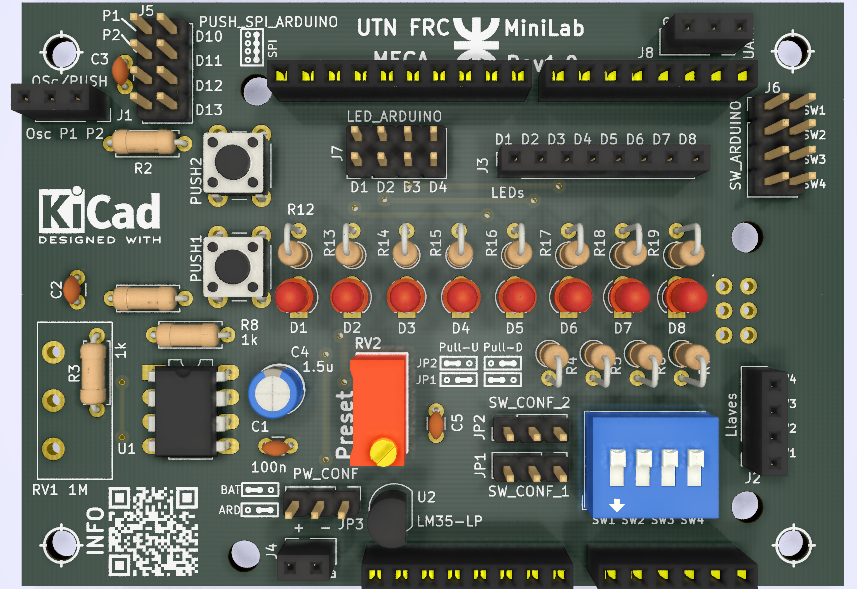 P1
J5
P2
PUSH_SPI_ARDUINO
SPI
UTN FRC
MiniLab
MECA
Rev1.0
J8
C3
OSc/PUSH
J1
Osc P1 P2
D10
D11
D12
D13
R2
PUSH2
LED_ARDUINO
J7
D1 D2 D3 D4
J3
D1 D2 D3 D4 D5 D6 D7 D8
LEDs
J6
SW_ARDUINO
SW1
SW2
SW3
SW4
KiCad
DESIGNED WITH
PUSH1
R12
R13
R14
R15
R16
R17
R18
R19
C2
D1
D2
D3
D4
D5
D6
D7
D8
R8
1k
R3
1k
C4
1.5u
RV2
Preset
Pull-U
Pull-D
JP2
JP1
R4
C1
C5
100n
U1
RV1 1M
SW_CONF_2
JP2
JP1
SW_CONF_1
Llaves
J2
SW1 SW2 SW3 SW4
INFO
BAT
ARD
PW_CONF
+ -
JP3
U2
LM35-LP
J4